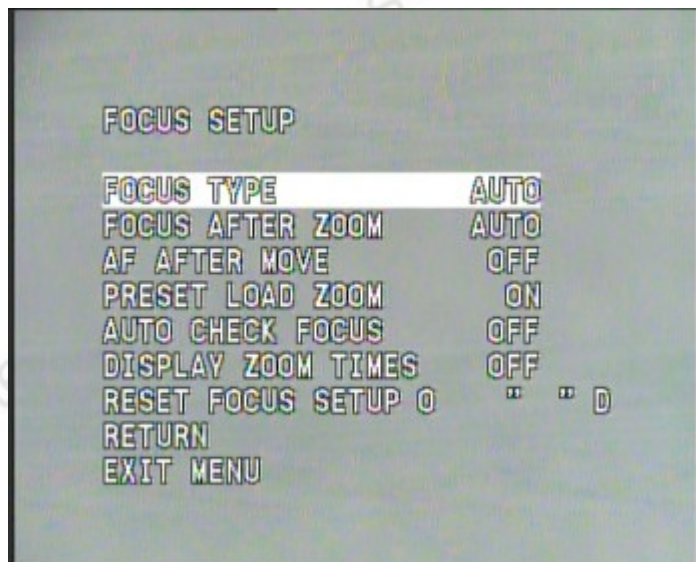 FOCUS SETUP
FOCUS TYPE AUTO
FOCUS AFTER ZOOM AUTO
AF AFTER MOVE OFF
PRESET LOAD ZOOM ON
AUTO CHECK FOCUS OFF
DISPLAY ZOOM TIMES OFF
RESET FOCUS SETUP O " " D
RETURN
EXIT MENU